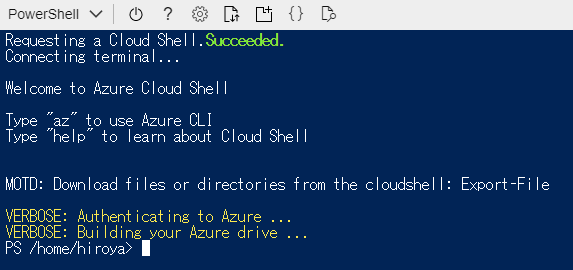 PowerShell
Requesting a Cloud Shell.Succeeded.
Connecting terminal...
Welcome to Azure Cloud Shell
Type "az" to use Azure CLI
Type "help" to learn about Cloud Shell
MOTD: Download files or directories from the cloudshell: Export-File
VERBOSE: Authenticating to Azure ...
VERBOSE: Building your Azure drive ...
PS /home/hiroya>